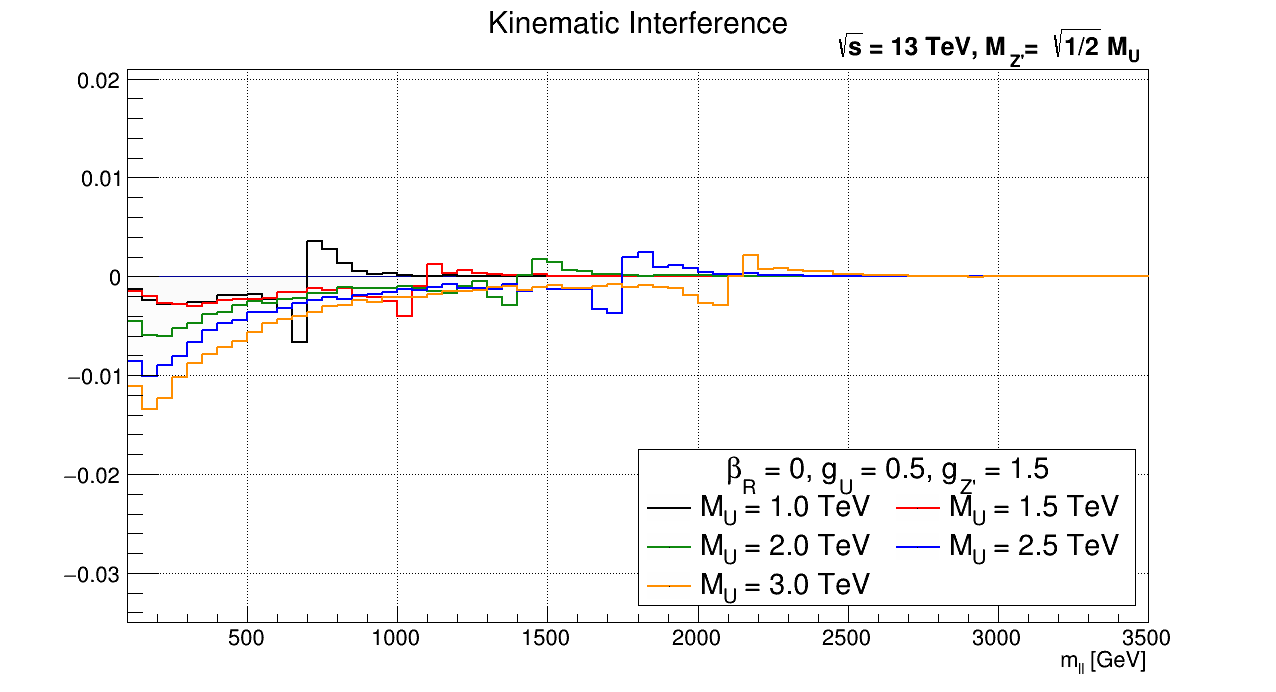 Kinematic Interference
√s = 13 TeV, M_Z'= √1/2 M_U
0.02
0.01
0
−0.01
−0.02
−0.03
500 1000 1500 2000 2500 3000 3500
m_ll [GeV]
β_R = 0, g_U = 0.5, g_Z' = 1.5
M_U = 1.0 TeV M_U = 1.5 TeV
M_U = 2.0 TeV M_U = 2.5 TeV
M_U = 3.0 TeV